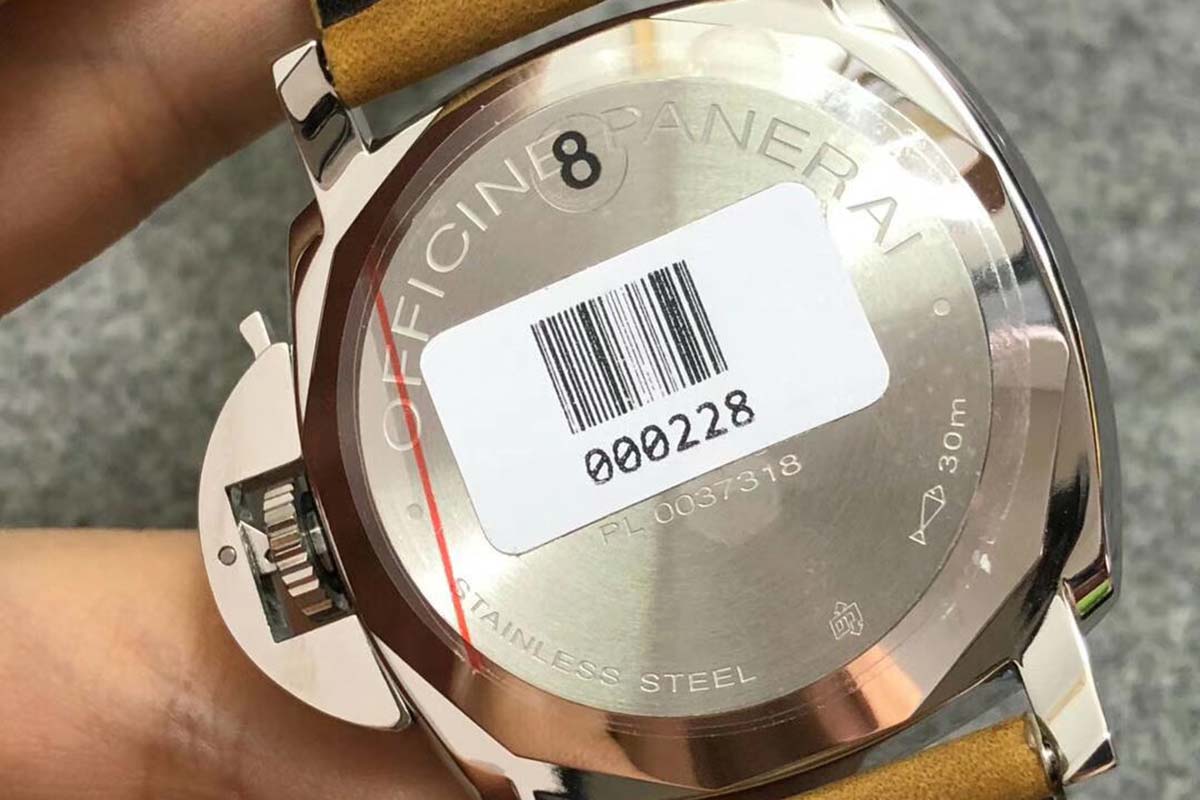 OFFICINE PANERAI
8
000228
PL 0037318
30m
STAINLESS STEEL